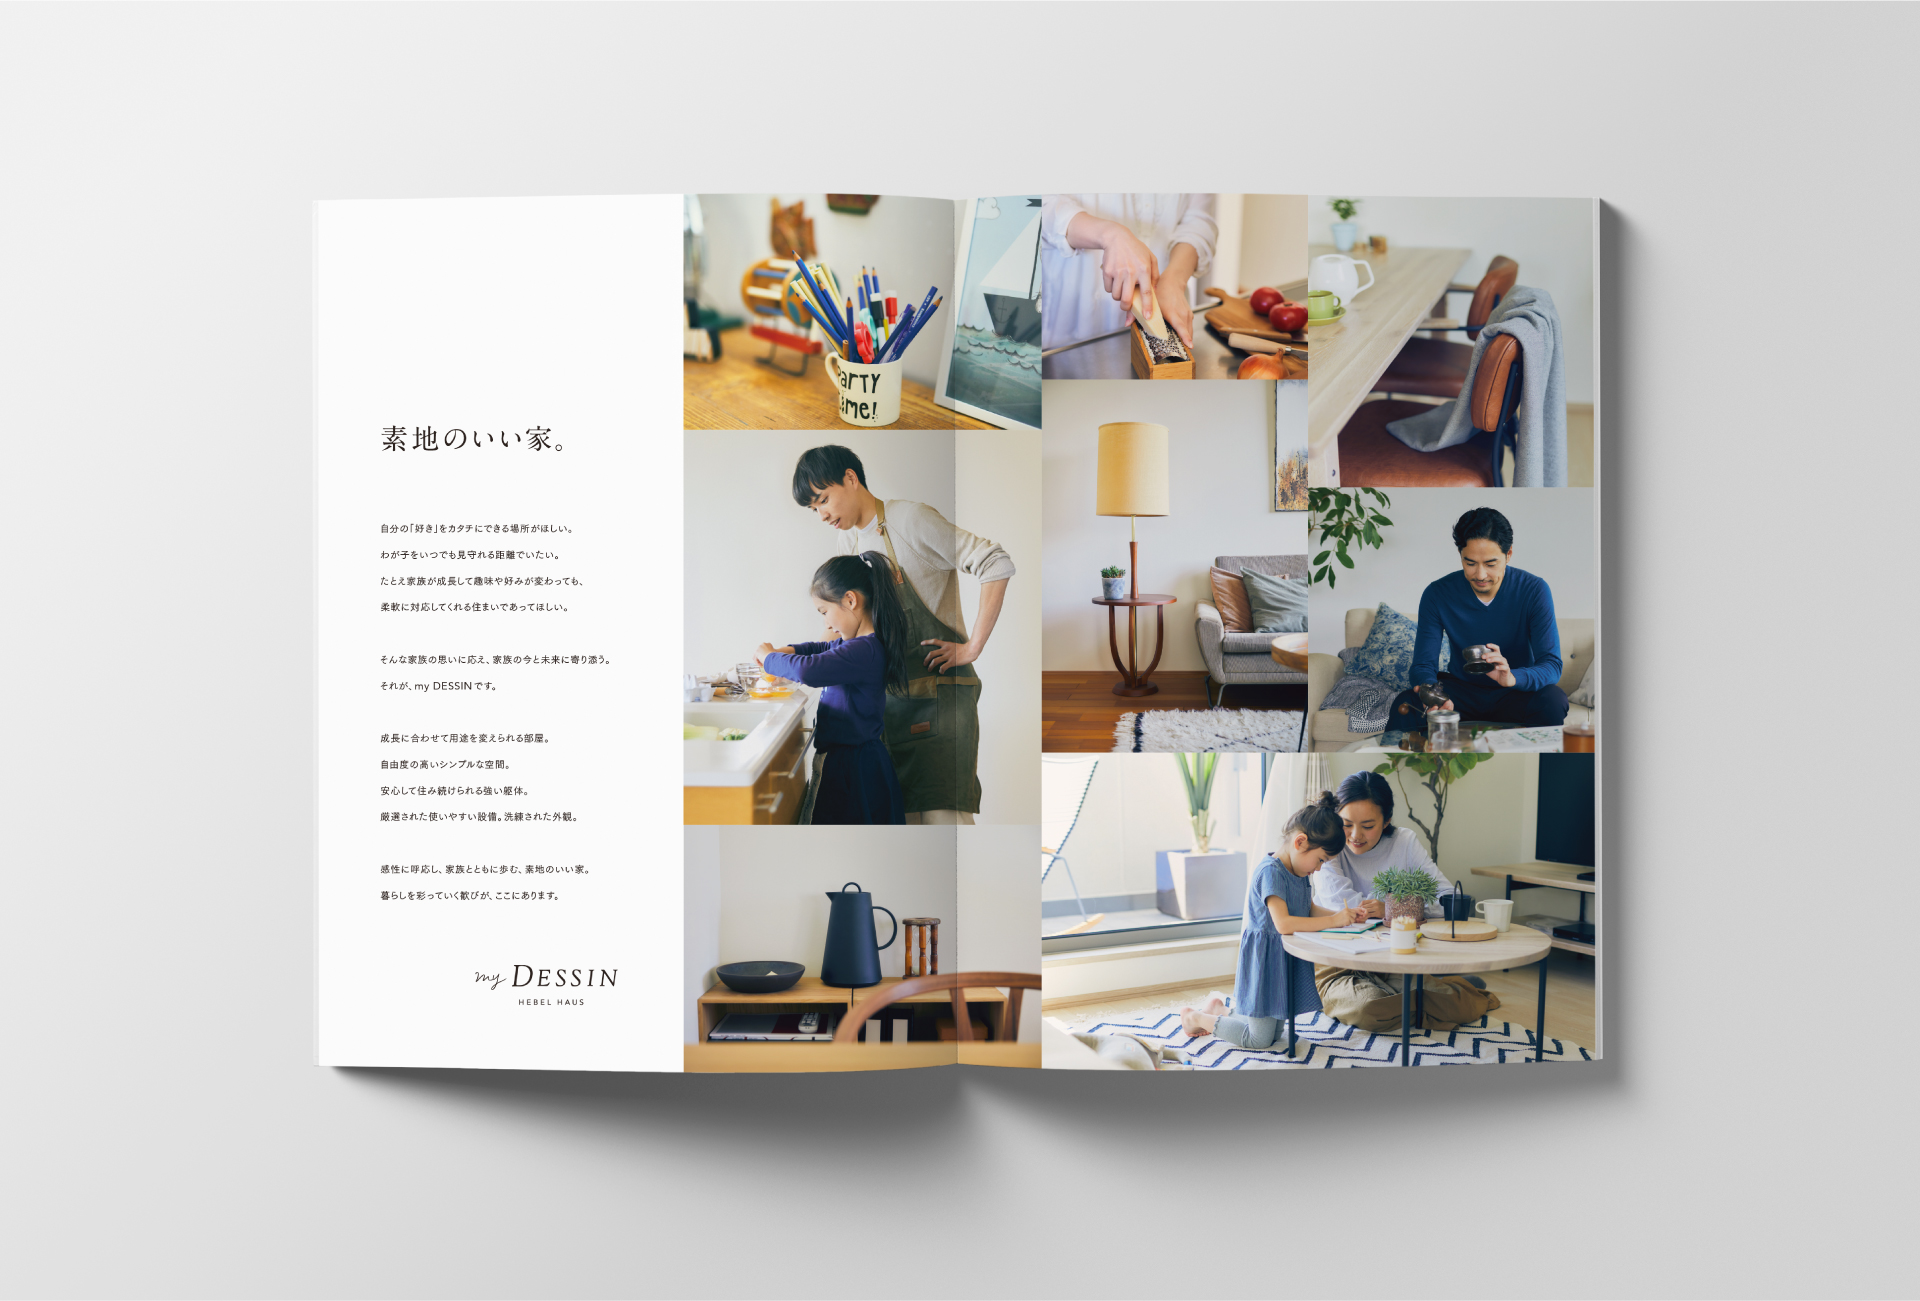 素地のいい家。
自分の「好き」をカタチにできる場所がほしい。
わが子をいつでも見守れる距離でいたい。
たとえ家族が成長して趣味や好みが変わっても、
柔軟に対応してくれる住まいであってほしい。
そんな家族の思いに応え、家族の今と未来に寄り添う。
それが、my DESSINです。
成長に合わせて用途を変えられる部屋。
自由度の高いシンプルな空間。
安心して住み続けられる強い躯体。
厳選された使いやすい設備。洗練された外観。
感性に呼応し、家族とともに歩む、素地のいい家。
暮らしを彩っていく歓びが、ここにあります。
my DESSIN
HEBEL HAUS
PARTY
ame!